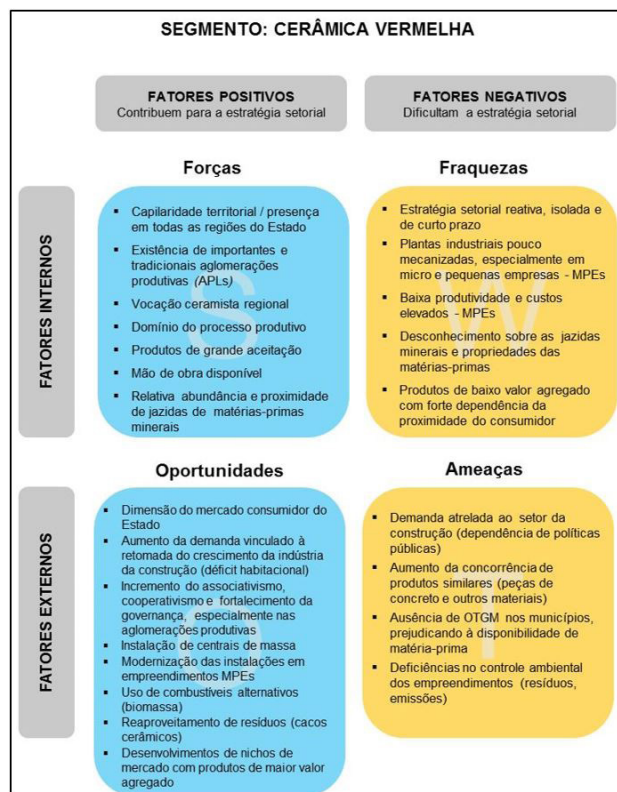 SEGMENTO: CERÂMICA VERMELHA
FATORES POSITIVOS
Contribuem para a estratégia setorial
FATORES NEGATIVOS
Dificultam a estratégia setorial
FATORES INTERNOS
Forças
S
▪ Capilaridade territorial / presença
em todas as regiões do Estado
▪ Existência de importantes e
tradicionais aglomerações
produtivas (APLs)
▪ Vocação ceramista regional
▪ Domínio do processo produtivo
▪ Produtos de grande aceitação
▪ Mão de obra disponível
▪ Relativa abundância e proximidade
de jazidas de matérias-primas
minerais
Fraquezas
W
▪ Estratégia setorial reativa, isolada e
de curto prazo
▪ Plantas industriais pouco
mecanizadas, especialmente em
micro e pequenas empresas - MPEs
▪ Baixa produtividade e custos
elevados - MPEs
▪ Desconhecimento sobre as jazidas
minerais e propriedades das
matérias-primas
▪ Produtos de baixo valor agregado
com forte dependência da
proximidade do consumidor
FATORES EXTERNOS
Oportunidades
O
▪ Dimensão do mercado consumidor do
Estado
▪ Aumento da demanda vinculado à
retomada do crescimento da indústria
da construção (déficit habitacional)
▪ Incremento do associativismo,
cooperativismo e fortalecimento da
governança, especialmente nas
aglomerações produtivas
▪ Instalação de centrais de massa
▪ Modernização das instalações em
empreendimentos MPEs
▪ Uso de combustíveis alternativos
(biomassa)
▪ Reaproveitamento de resíduos (cacos
cerâmicos)
▪ Desenvolvimentos de nichos de
mercado com produtos de maior valor
agregado
Ameaças
T
▪ Demanda atrelada ao setor da
construção (dependência de políticas
públicas)
▪ Aumento da concorrência de
produtos similares (peças de
concreto e outros materiais)
▪ Ausência de OTGM nos municípios,
prejudicando à disponibilidade de
matéria-prima
▪ Deficiências no controle ambiental
dos empreendimentos (resíduos,
emissões)